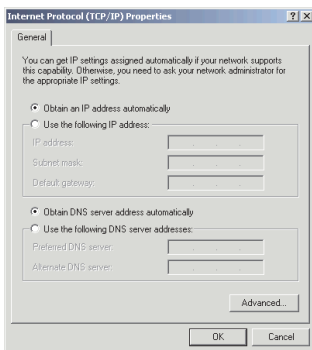 Internet Protocol (TCP/IP) Properties
General
You can get IP settings assigned automatically if your network supports
this capability. Otherwise, you need to ask your network administrator for
the appropriate IP settings.
Obtain an IP address automatically
Use the following IP address:
IP address:
Subnet mask:
Default gateway:
Obtain DNS server address automatically
Use the following DNS server addresses:
Preferred DNS server:
Alternate DNS server:
Advanced...
OK Cancel